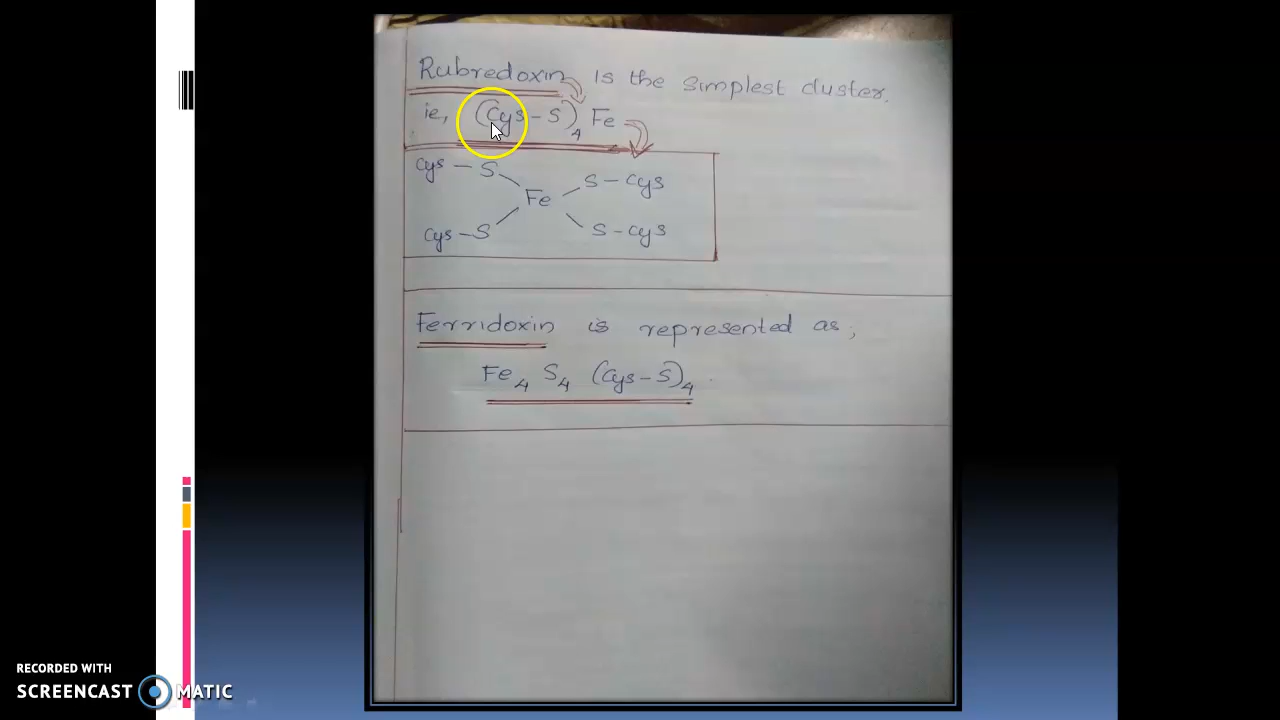 Rubredoxin is the simplest cluster.
ie, (Cys-S)4 Fe
Cys - S S - Cys
Fe
Cys - S S - Cys
Ferridoxin is represented as;
Fe4 S4 (Cys-S)4
RECORDED WITH
SCREENCAST MATIC